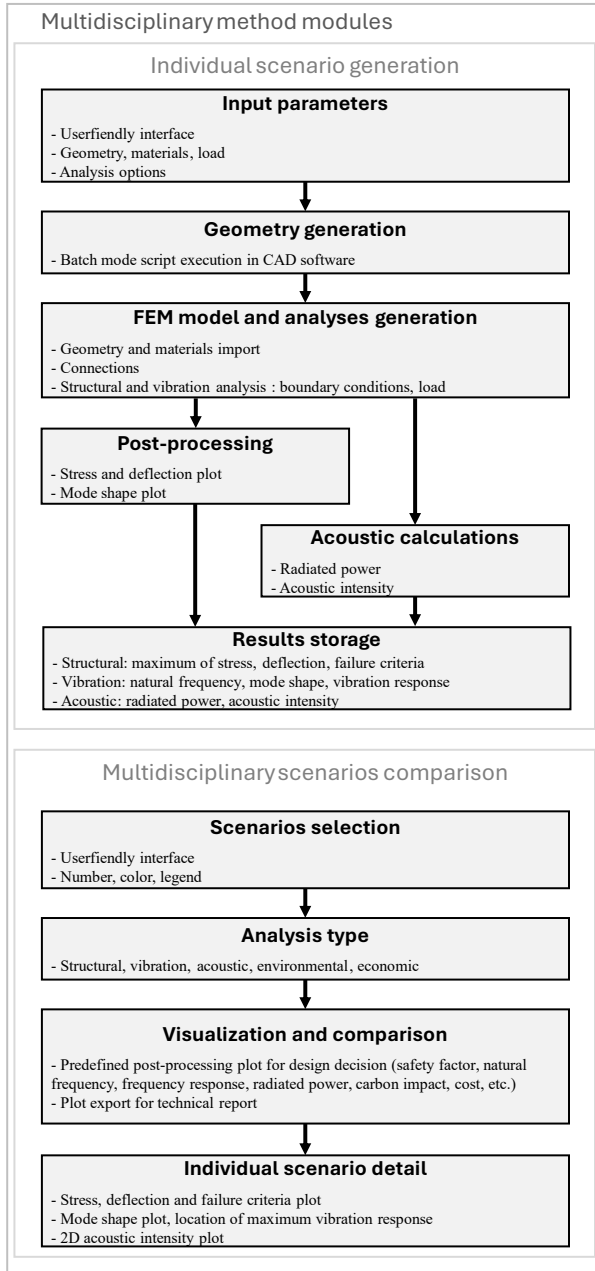 Multidisciplinary method modules
Individual scenario generation
Input parameters
- Userfiendly interface
- Geometry, materials, load
- Analysis options
Geometry generation
- Batch mode script execution in CAD software
FEM model and analyses generation
- Geometry and materials import
- Connections
- Structural and vibration analysis : boundary conditions, load
Post-processing
- Stress and deflection plot
- Mode shape plot
Acoustic calculations
- Radiated power
- Acoustic intensity
Results storage
- Structural: maximum of stress, deflection, failure criteria
- Vibration: natural frequency, mode shape, vibration response
- Acoustic: radiated power, acoustic intensity
Multidisciplinary scenarios comparison
Scenarios selection
- Userfiendly interface
- Number, color, legend
Analysis type
- Structural, vibration, acoustic, environmental, economic
Visualization and comparison
- Predefined post-processing plot for design decision (safety factor, natural
frequency, frequency response, radiated power, carbon impact, cost, etc.)
- Plot export for technical report
Individual scenario detail
- Stress, deflection and failure criteria plot
- Mode shape plot, location of maximum vibration response
- 2D acoustic intensity plot